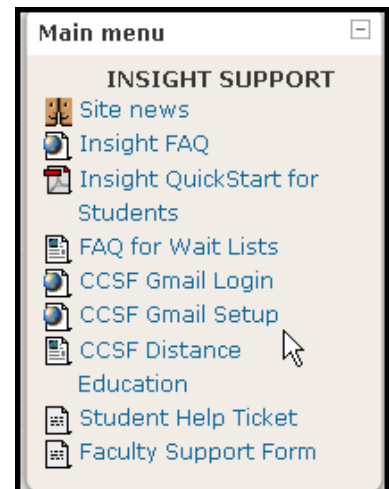 Main menu
INSIGHT SUPPORT
Site news
Insight FAQ
Insight QuickStart for
Students
FAQ for Wait Lists
CCSF Gmail Login
CCSF Gmail Setup
CCSF Distance
Education
Student Help Ticket
Faculty Support Form